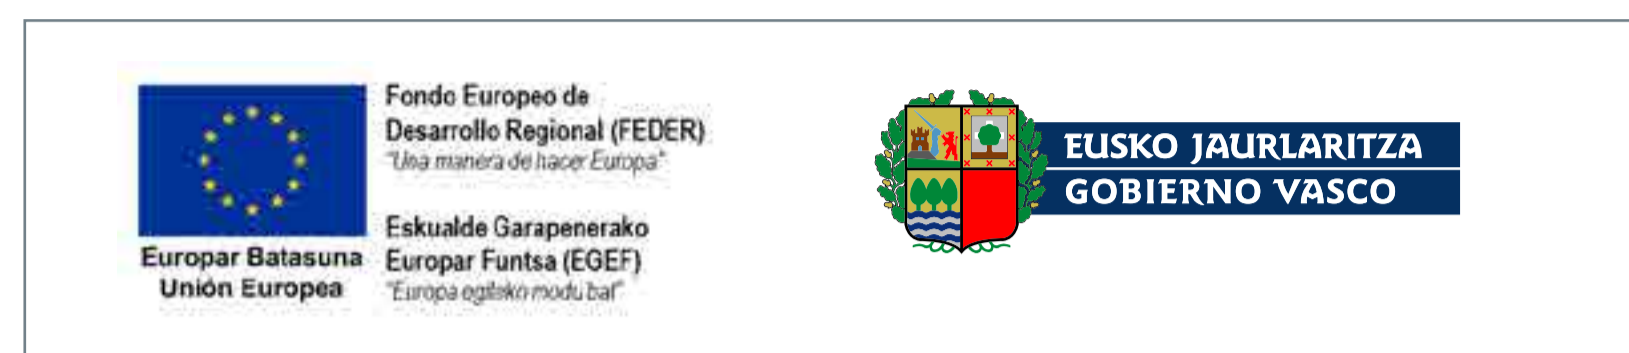 Fondo Europeo de
Desarrollo Regional (FEDER)
"Una manera de hacer Europa"
Eskualde Garapenerako
Europar Funtsa (EGEF)
"Europa egiteko modu bat"
Europar Batasuna
Unión Europea
EUSKO JAURLARITZA
GOBIERNO VASCO